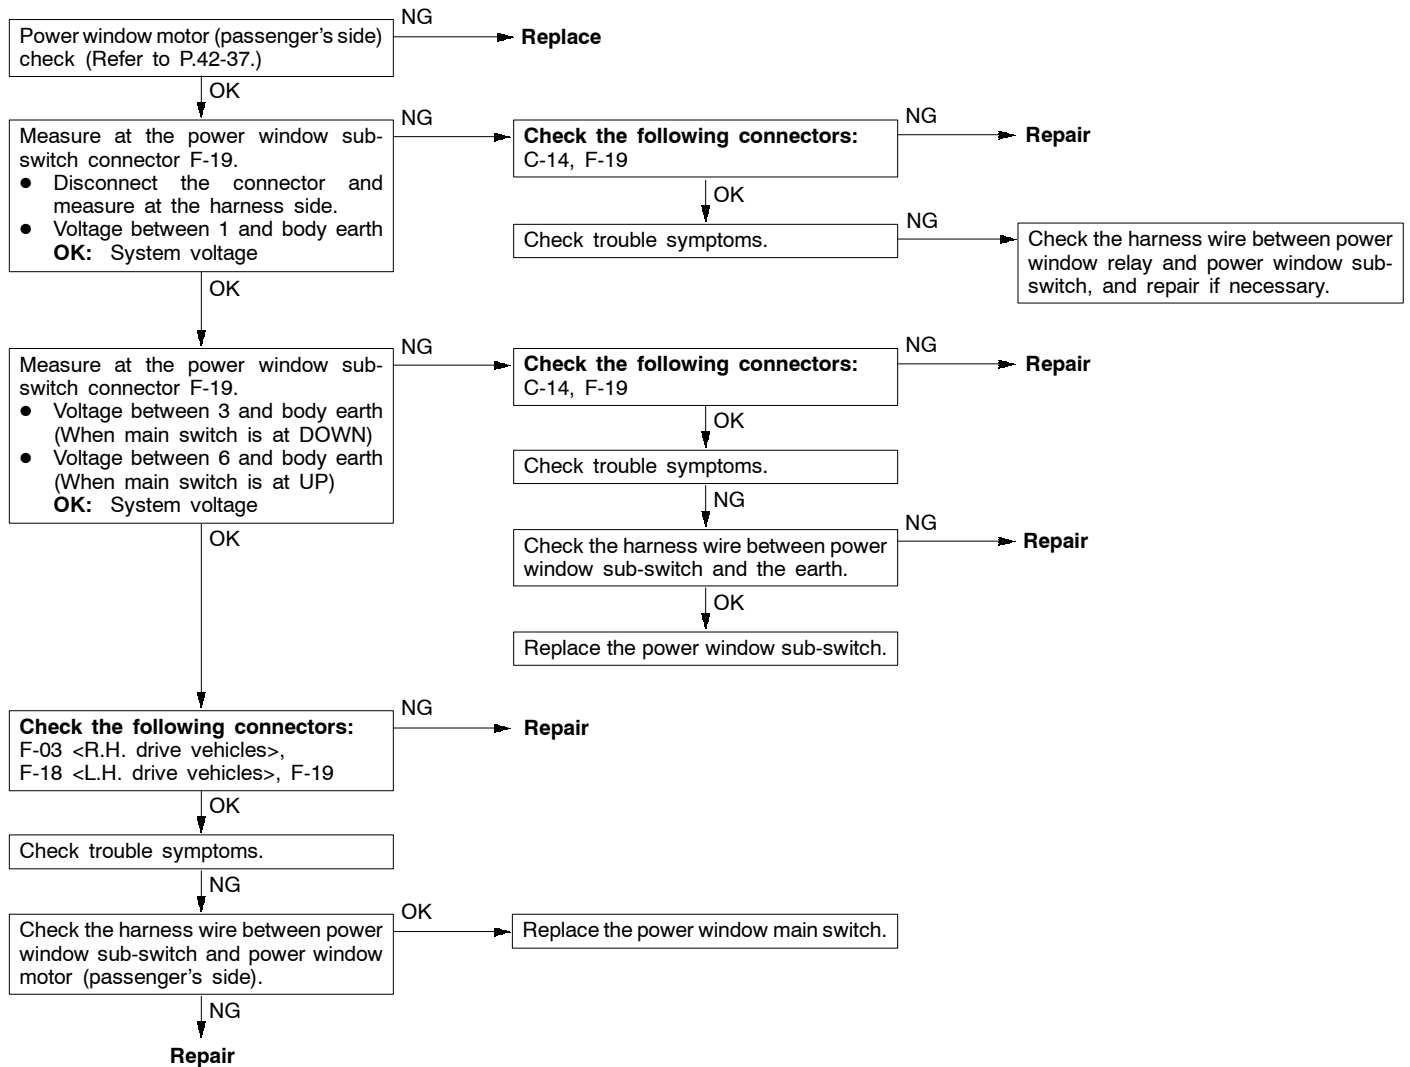 Power window motor (passenger's side)
check (Refer to P.42-37.)
NG
Replace
OK
Measure at the power window sub-
switch connector F-19.
● Disconnect the connector and
measure at the harness side.
● Voltage between 1 and body earth
OK: System voltage
NG
Check the following connectors:
C-14, F-19
NG
Repair
OK
Check trouble symptoms.
NG
Check the harness wire between power
window relay and power window sub-
switch, and repair if necessary.
OK
Measure at the power window sub-
switch connector F-19.
● Voltage between 3 and body earth
(When main switch is at DOWN)
● Voltage between 6 and body earth
(When main switch is at UP)
OK: System voltage
NG
Check the following connectors:
C-14, F-19
NG
Repair
OK
Check trouble symptoms.
NG
Check the harness wire between power
window sub-switch and the earth.
NG
Repair
OK
Replace the power window sub-switch.
OK
Check the following connectors:
F-03 <R.H. drive vehicles>,
F-18 <L.H. drive vehicles>, F-19
NG
Repair
OK
Check trouble symptoms.
NG
Check the harness wire between power
window sub-switch and power window
motor (passenger's side).
OK
Replace the power window main switch.
NG
Repair